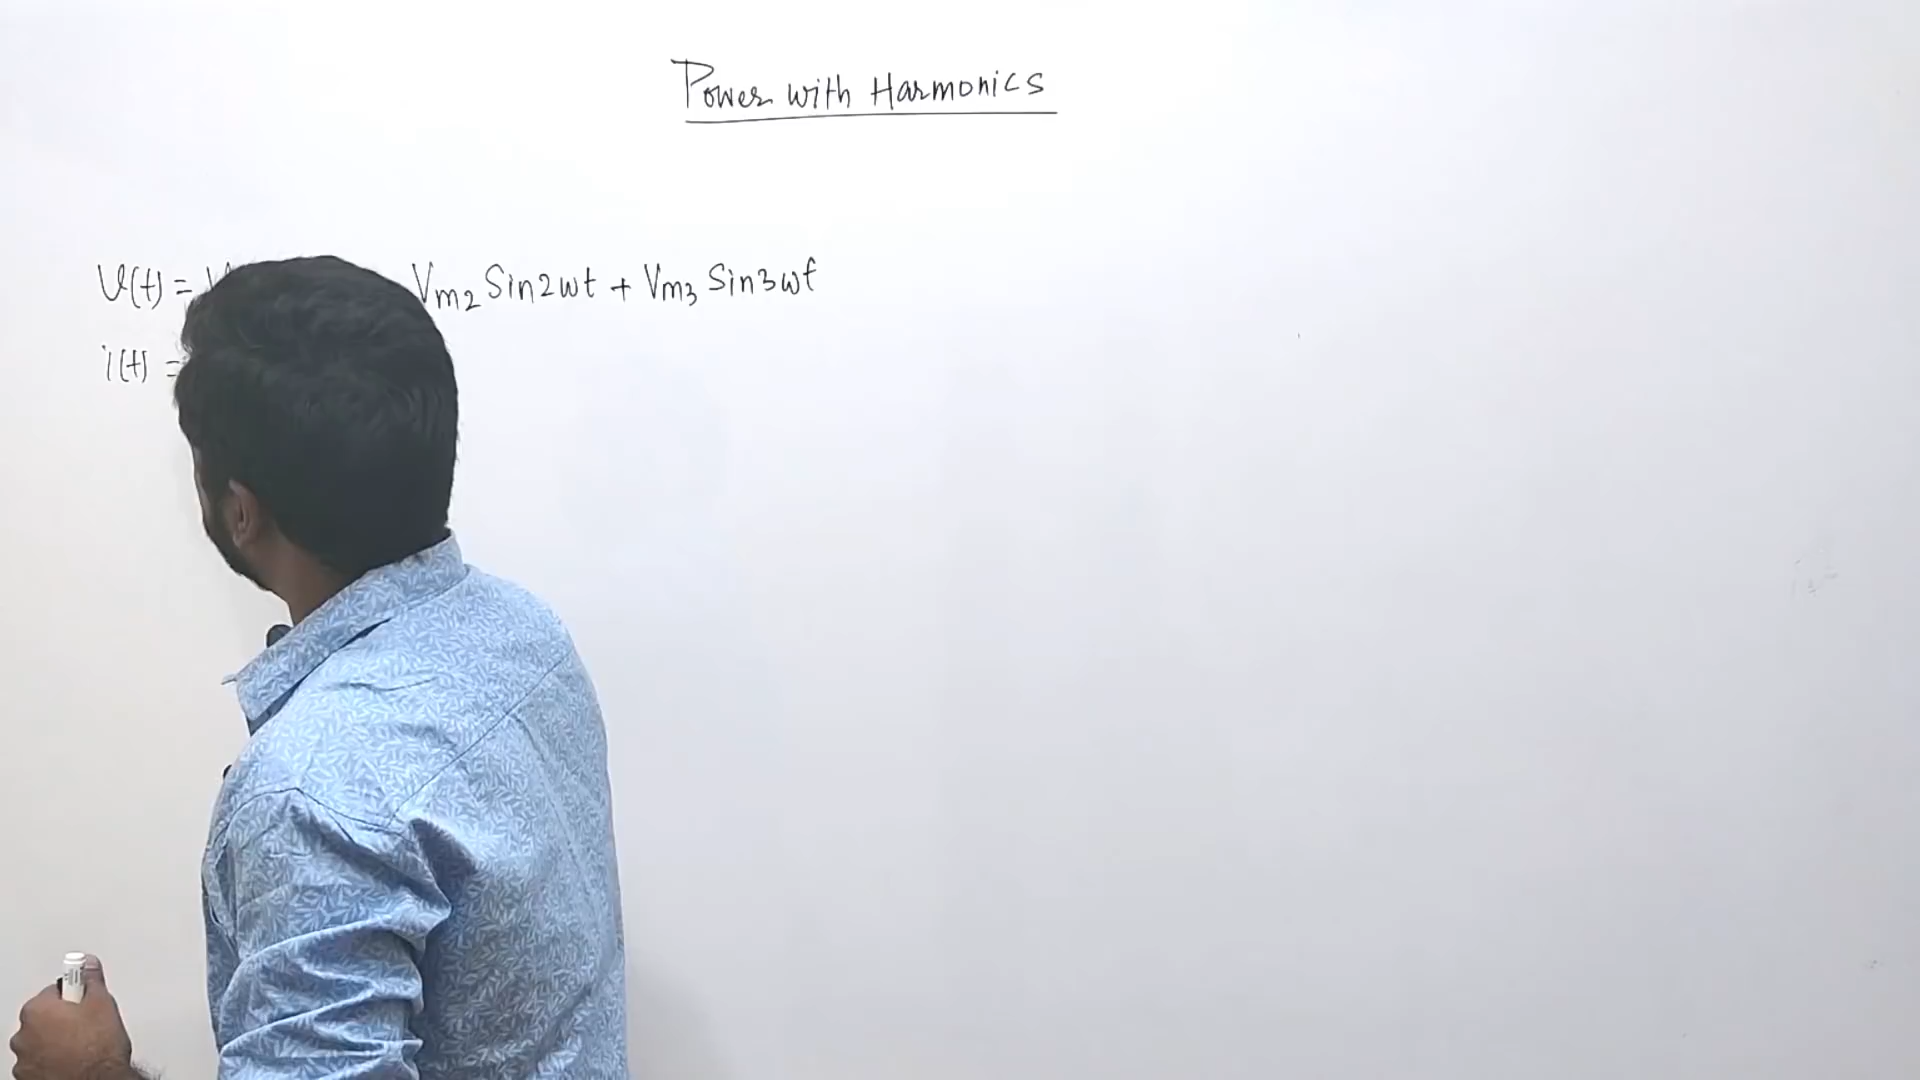 Power with Harmonics
V(t) = Vm2 Sin2wt + Vm3 Sin3wt
i(t) =